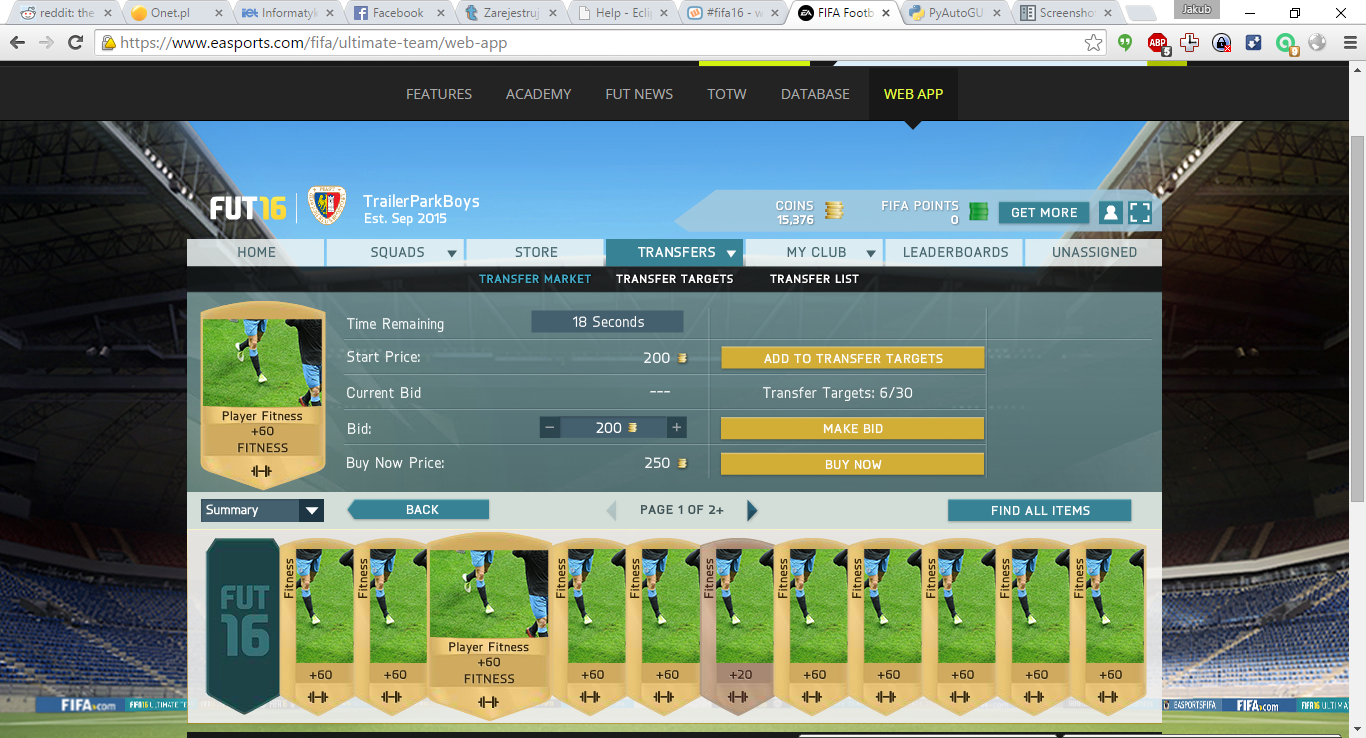 reddit: the
Onet.pl
Informatyk
Facebook
Zarejestruj
Help - Eclip
#fifa16 - w
FIFA Footb
PyAutoGU
Screenshot
Jakub
https://www.easports.com/fifa/ultimate-team/web-app
ABP
FEATURES
ACADEMY
FUT NEWS
TOTW
DATABASE
WEB APP
FUT16
TrailerParkBoys
Est. Sep 2015
COINS
15,376
FIFA POINTS
0
GET MORE
HOME
SQUADS
STORE
TRANSFERS
MY CLUB
LEADERBOARDS
UNASSIGNED
TRANSFER MARKET
TRANSFER TARGETS
TRANSFER LIST
Player Fitness
+60
FITNESS
Time Remaining
18 Seconds
Start Price:
200
Current Bid
---
Bid:
− 200 +
Buy Now Price:
250
ADD TO TRANSFER TARGETS
Transfer Targets: 6/30
MAKE BID
BUY NOW
Summary
BACK
PAGE 1 OF 2+
FIND ALL ITEMS
FUT
16
Fitness
+60
+60
Player Fitness
+60
FITNESS
Fitness
+60
Fitness
+60
Fitness
+20
Fitness
+60
Fitness
+60
Fitness
+60
Fitness
+60
Fitness
+60
FIFA.com
FIFA16 ULTIMATE TE
EASPORTSFIFA
FIFA.com
FIFA16 ULTIMA